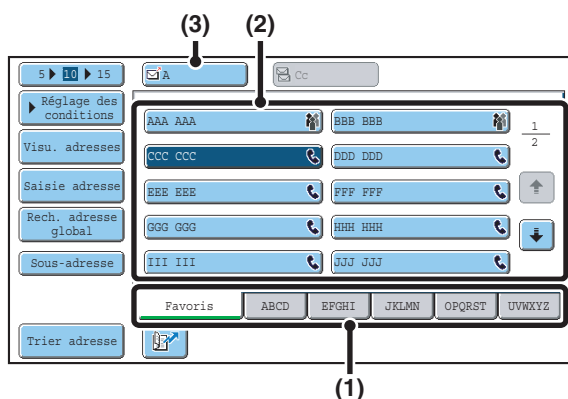 (3)
(2)
5 10 15
A
Cc
Réglage des
conditions
AAA AAA
BBB BBB
1
2
Visu. adresses
CCC CCC
DDD DDD
Saisie adresse
EEE EEE
FFF FFF
Rech. adresse
global
GGG GGG
HHH HHH
Sous-adresse
III III
JJJ JJJ
Favoris
ABCD
EFGHI
JKLMN
OPQRST
UVWXYZ
Trier adresse
(1)